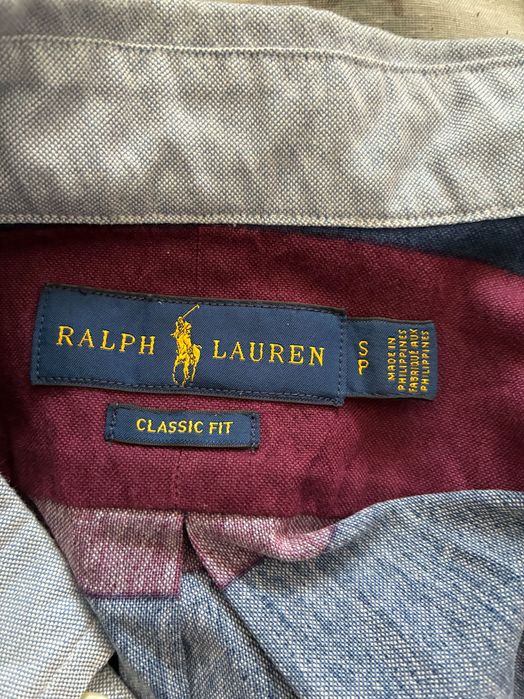 RALPH LAUREN
S
P
MADE IN
PHILIPPINES
FABRIQUÉ AUX
PHILIPPINES
CLASSIC FIT